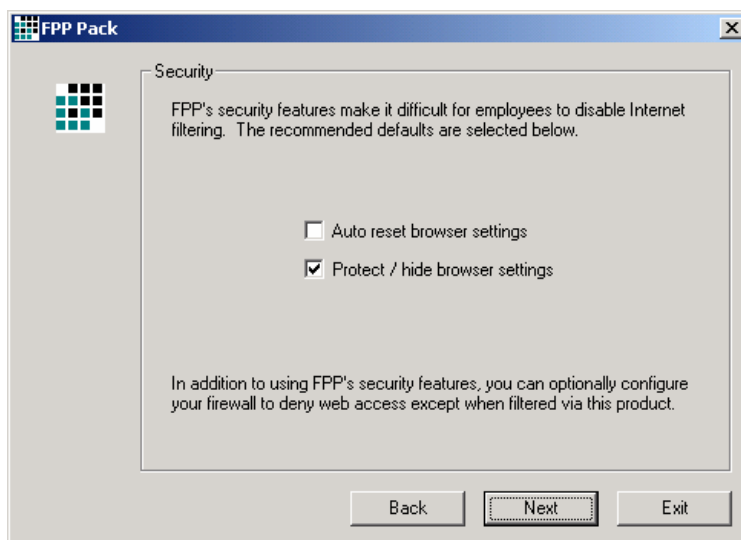 FPP Pack
Security
FPP's security features make it difficult for employees to disable Internet
filtering. The recommended defaults are selected below.
Auto reset browser settings
Protect / hide browser settings
In addition to using FPP's security features, you can optionally configure
your firewall to deny web access except when filtered via this product.
Back
Next
Exit